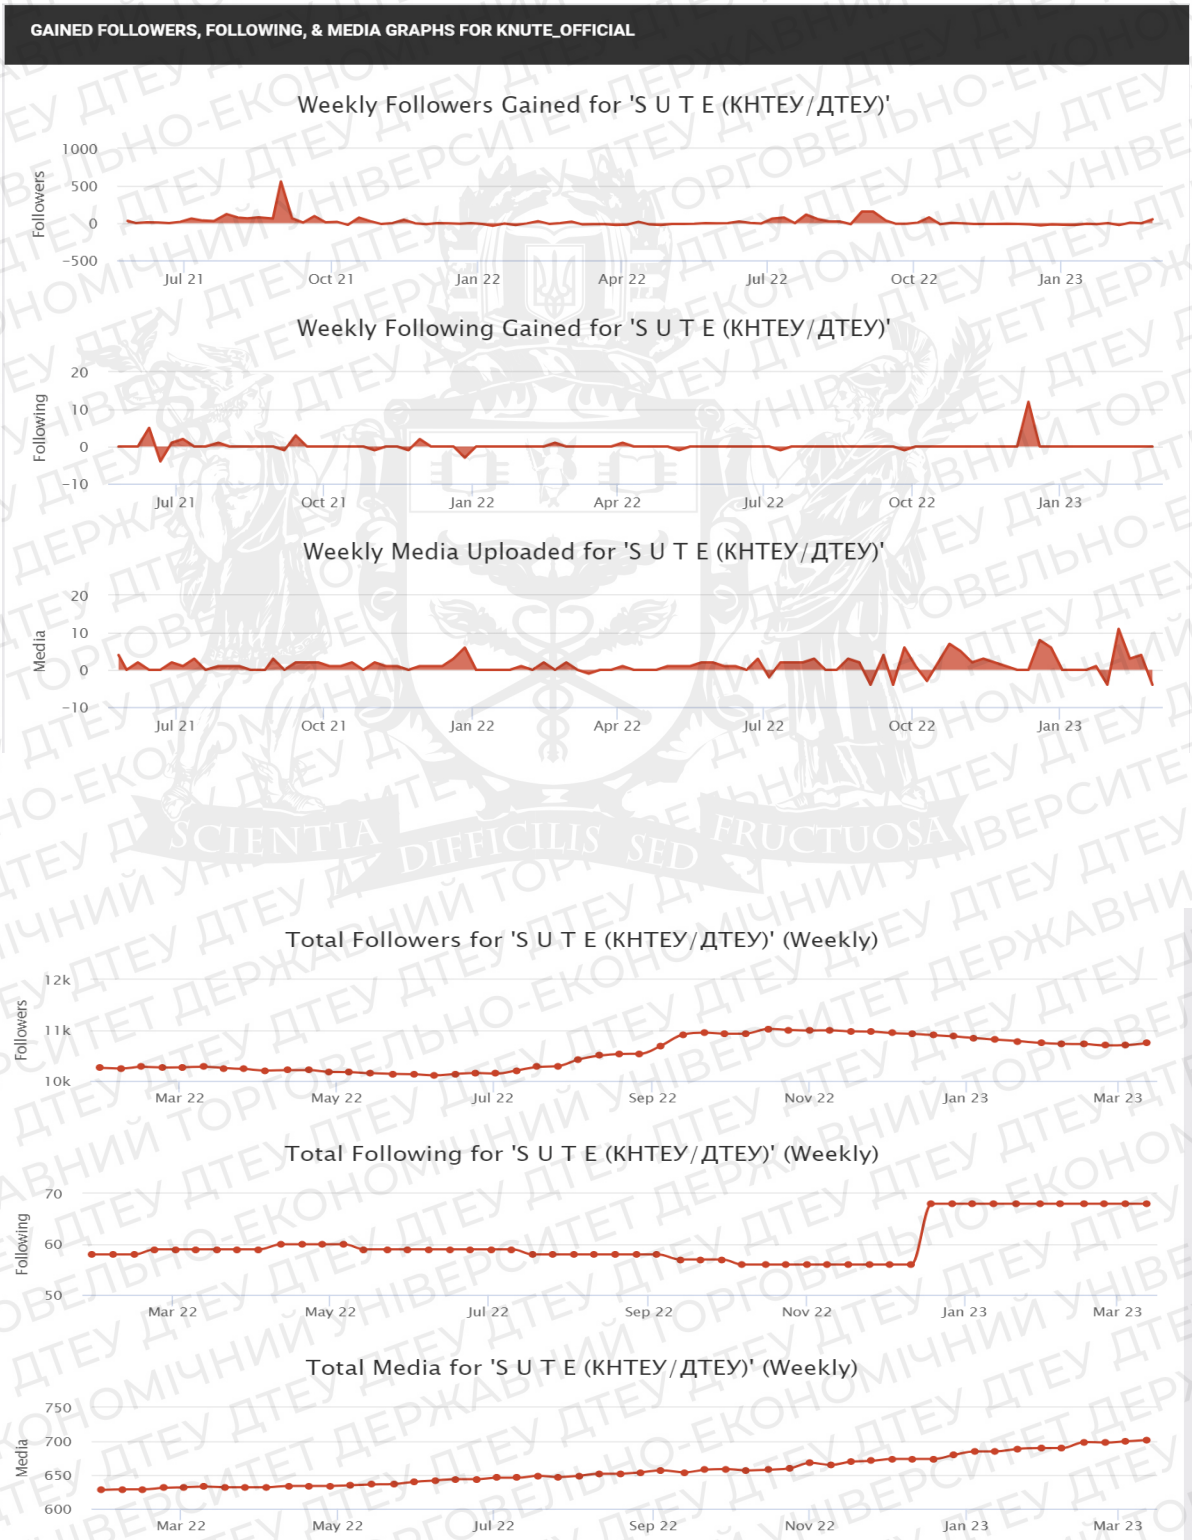 GAINED FOLLOWERS, FOLLOWING, & MEDIA GRAPHS FOR KNUTE_OFFICIAL
Weekly Followers Gained for 'S U T E (КНТЕУ/ДТЕУ)'
Followers
1000
500
0
-500
Jul 21 Oct 21 Jan 22 Apr 22 Jul 22 Oct 22 Jan 23
Weekly Following Gained for 'S U T E (КНТЕУ/ДТЕУ)'
Following
20
10
0
-10
Jul 21 Oct 21 Jan 22 Apr 22 Jul 22 Oct 22 Jan 23
Weekly Media Uploaded for 'S U T E (КНТЕУ/ДТЕУ)'
Media
20
10
0
-10
Jul 21 Oct 21 Jan 22 Apr 22 Jul 22 Oct 22 Jan 23
SCIENTIA DIFFICILIS SED FRUCTUOSA
Total Followers for 'S U T E (КНТЕУ/ДТЕУ)' (Weekly)
Followers
12k
11k
10k
Mar 22 May 22 Jul 22 Sep 22 Nov 22 Jan 23 Mar 23
Total Following for 'S U T E (КНТЕУ/ДТЕУ)' (Weekly)
Following
70
60
50
Mar 22 May 22 Jul 22 Sep 22 Nov 22 Jan 23 Mar 23
Total Media for 'S U T E (КНТЕУ/ДТЕУ)' (Weekly)
Media
750
700
650
600
Mar 22 May 22 Jul 22 Sep 22 Nov 22 Jan 23 Mar 23